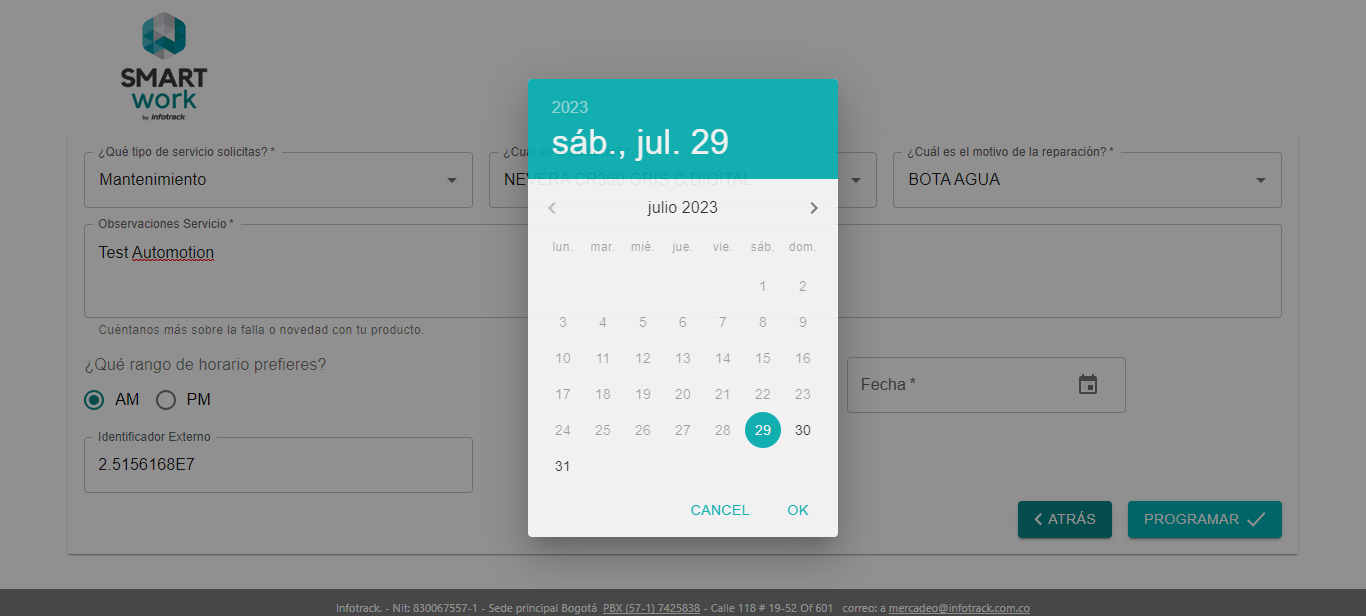 SMART
work
by infotrack
2023
sáb., jul. 29
¿Qué tipo de servicio solicitas? *
Mantenimiento
¿Cuál
NEVERA CR360 GRIS C.DIGITAL
¿Cuál es el motivo de la reparación? *
BOTA AGUA
julio 2023
lun. mar. mié. jue. vie. sáb. dom.
1 2
3 4 5 6 7 8 9
10 11 12 13 14 15 16
17 18 19 20 21 22 23
24 25 26 27 28 29 30
31
CANCEL OK
Observaciones Servicio *
Test Automotion
Cuéntanos más sobre la falla o novedad con tu producto.
¿Qué rango de horario prefieres?
AM PM
Fecha *
Identificador Externo
2.5156168E7
ATRÁS PROGRAMAR
Infotrack. - Nit: 830067557-1 - Sede principal Bogotá PBX (57-1) 7425838 - Calle 118 # 19-52 Of 601 correo: a mercadeo@infotrack.com.co